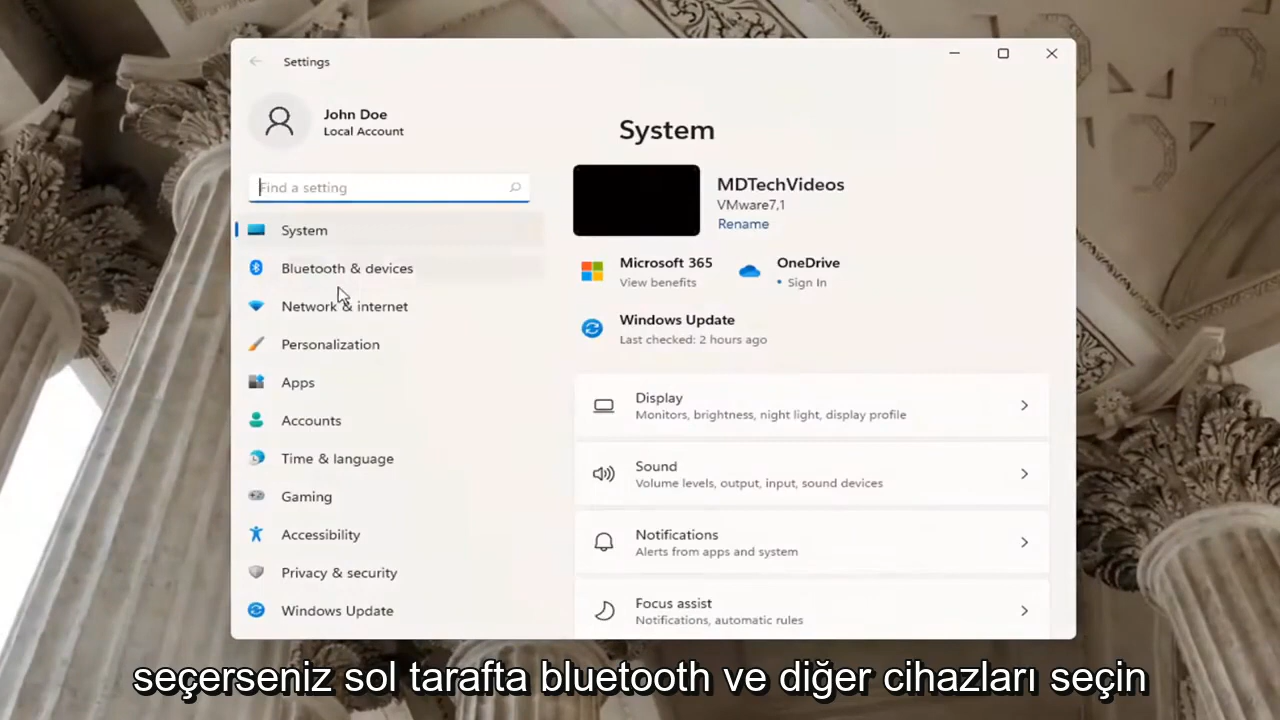 Settings
John Doe
Local Account
Find a setting
System
Bluetooth & devices
Network & internet
Personalization
Apps
Accounts
Time & language
Gaming
Accessibility
Privacy & security
Windows Update
System
MDTechVideos
VMware7,1
Rename
Microsoft 365
View benefits
OneDrive
• Sign In
Windows Update
Last checked: 2 hours ago
Display
Monitors, brightness, night light, display profile
Sound
Volume levels, output, input, sound devices
Notifications
Alerts from apps and system
Focus assist
Notifications, automatic rules
seçerseniz sol tarafta bluetooth ve diğer cihazları seçin